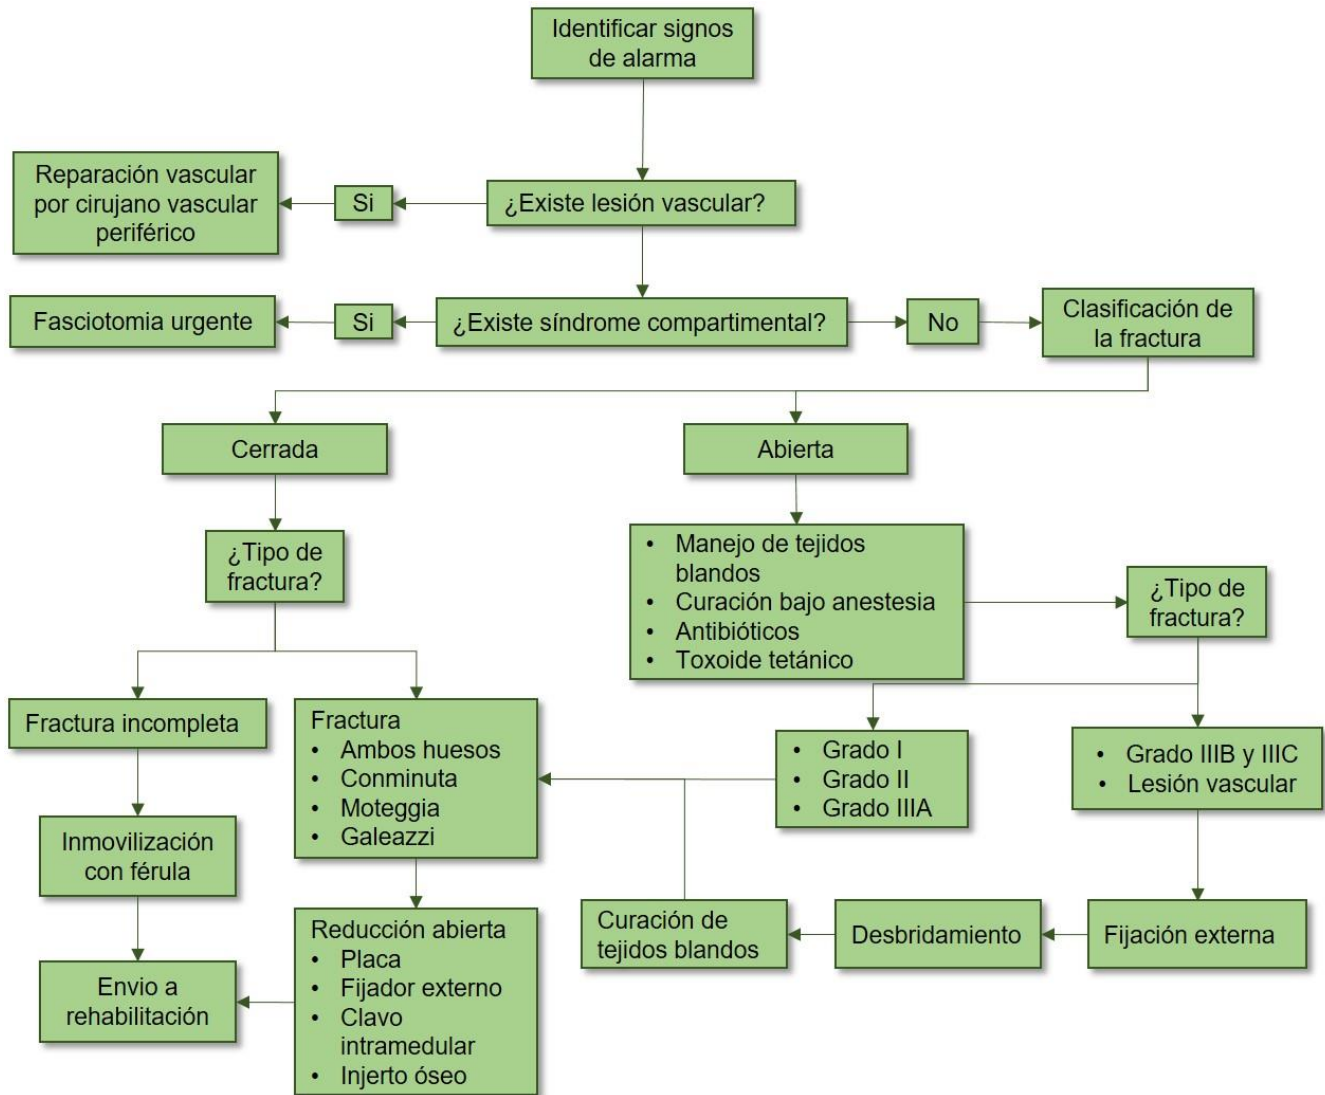 Identificar signos
de alarma
Reparación vascular
por cirujano vascular
periférico
Si
¿Existe lesión vascular?
Fasciotomia urgente
Si
¿Existe síndrome compartimental?
No
Clasificación de
la fractura
Cerrada
Abierta
¿Tipo de
fractura?
• Manejo de tejidos
blandos
• Curación bajo anestesia
• Antibióticos
• Toxoide tetánico
¿Tipo de
fractura?
Fractura incompleta
Fractura
• Ambos huesos
• Conminuta
• Moteggia
• Galeazzi
• Grado I
• Grado II
• Grado IIIA
• Grado IIIB y IIIC
• Lesión vascular
Inmovilización
con férula
Reducción abierta
• Placa
• Fijador externo
• Clavo
intramedular
• Injerto óseo
Curación de
tejidos blandos
Desbridamiento
Fijación externa
Envio a
rehabilitación